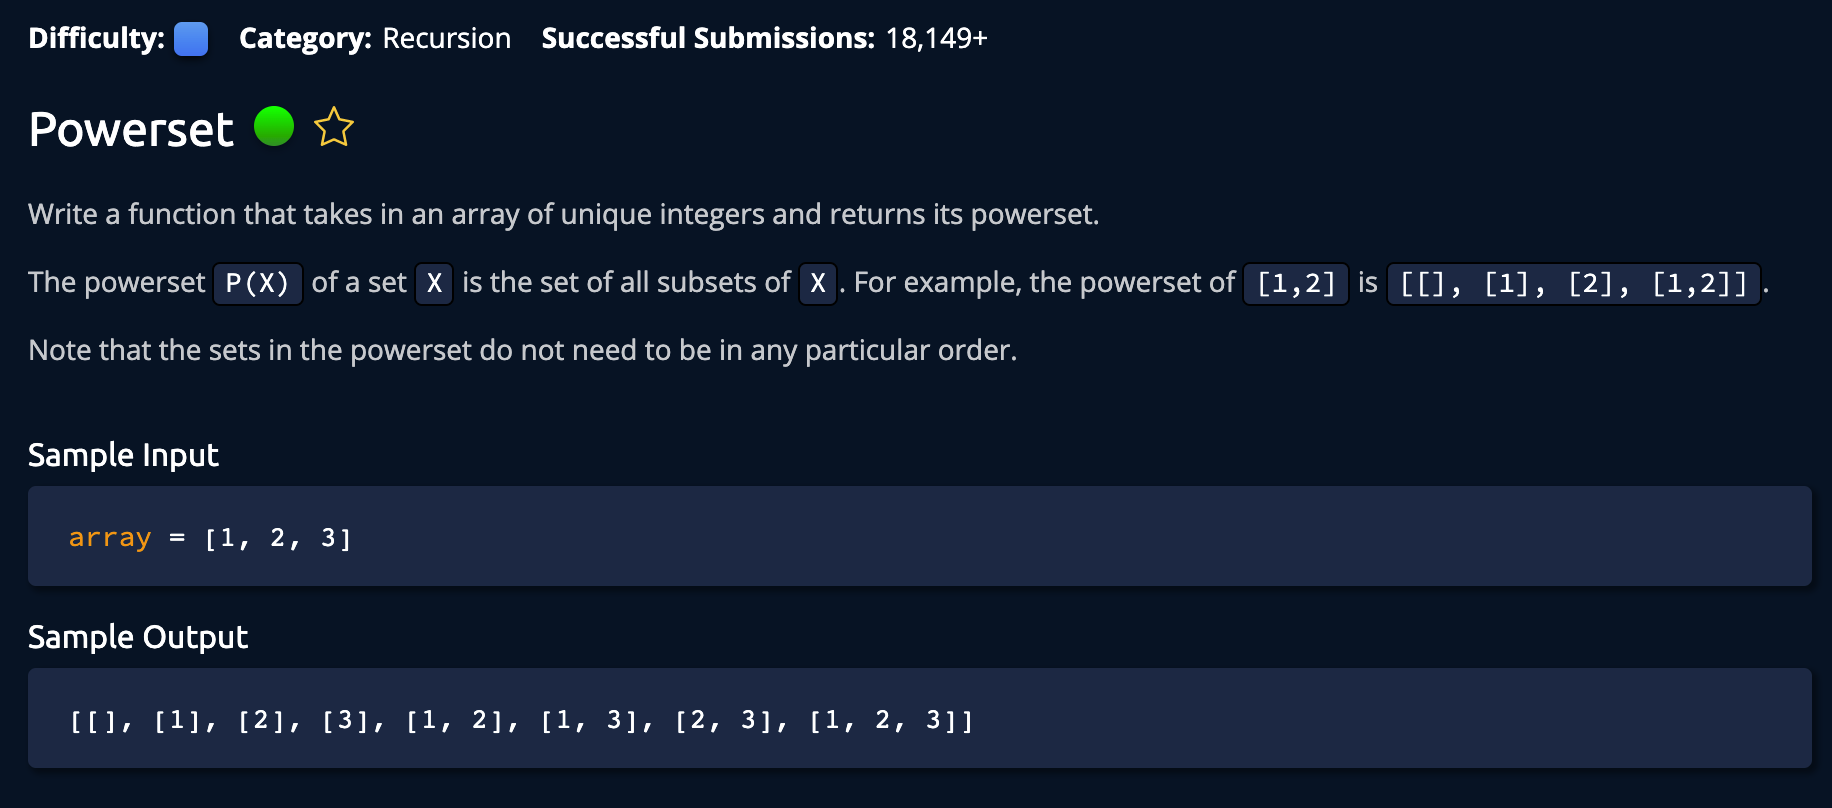 Difficulty: Category: Recursion Successful Submissions: 18,149+
Powerset
Write a function that takes in an array of unique integers and returns its powerset.
The powerset P(X) of a set X is the set of all subsets of X. For example, the powerset of [1,2] is [[], [1], [2], [1,2]].
Note that the sets in the powerset do not need to be in any particular order.
Sample Input
array = [1, 2, 3]
Sample Output
[[], [1], [2], [3], [1, 2], [1, 3], [2, 3], [1, 2, 3]]